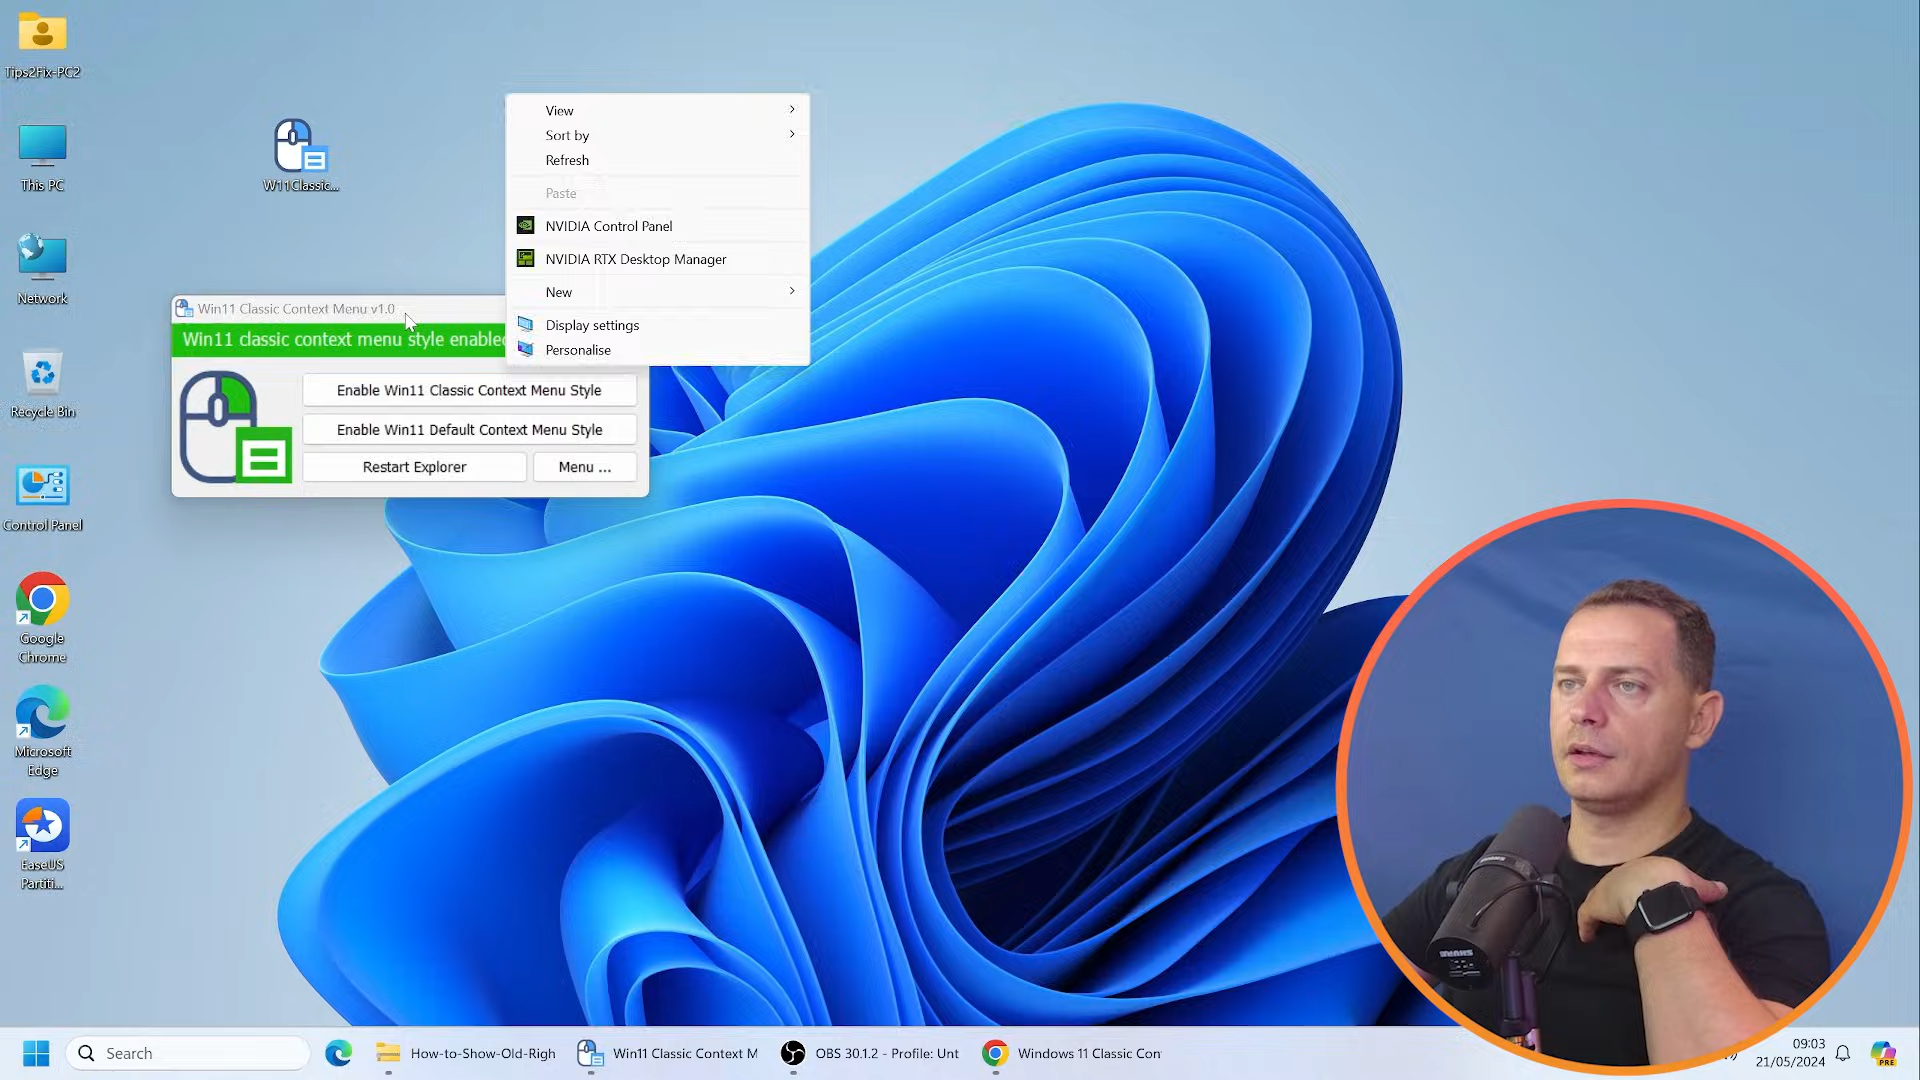 Tips2Fix-PC2
This PC
Network
Recycle Bin
Control Panel
Google
Chrome
Microsoft
Edge
EaseUS
Partiti...
W11Classic...
View
Sort by
Refresh
Paste
NVIDIA Control Panel
NVIDIA RTX Desktop Manager
New
Display settings
Personalise
Win11 Classic Context Menu v1.0
Win11 classic context menu style enabled
Enable Win11 Classic Context Menu Style
Enable Win11 Default Context Menu Style
Restart Explorer
Menu ...
SHURE
Search
How-to-Show-Old-Righ
Win11 Classic Context M
OBS 30.1.2 - Profile: Unt
Windows 11 Classic Con
09:03
21/05/2024
PRE